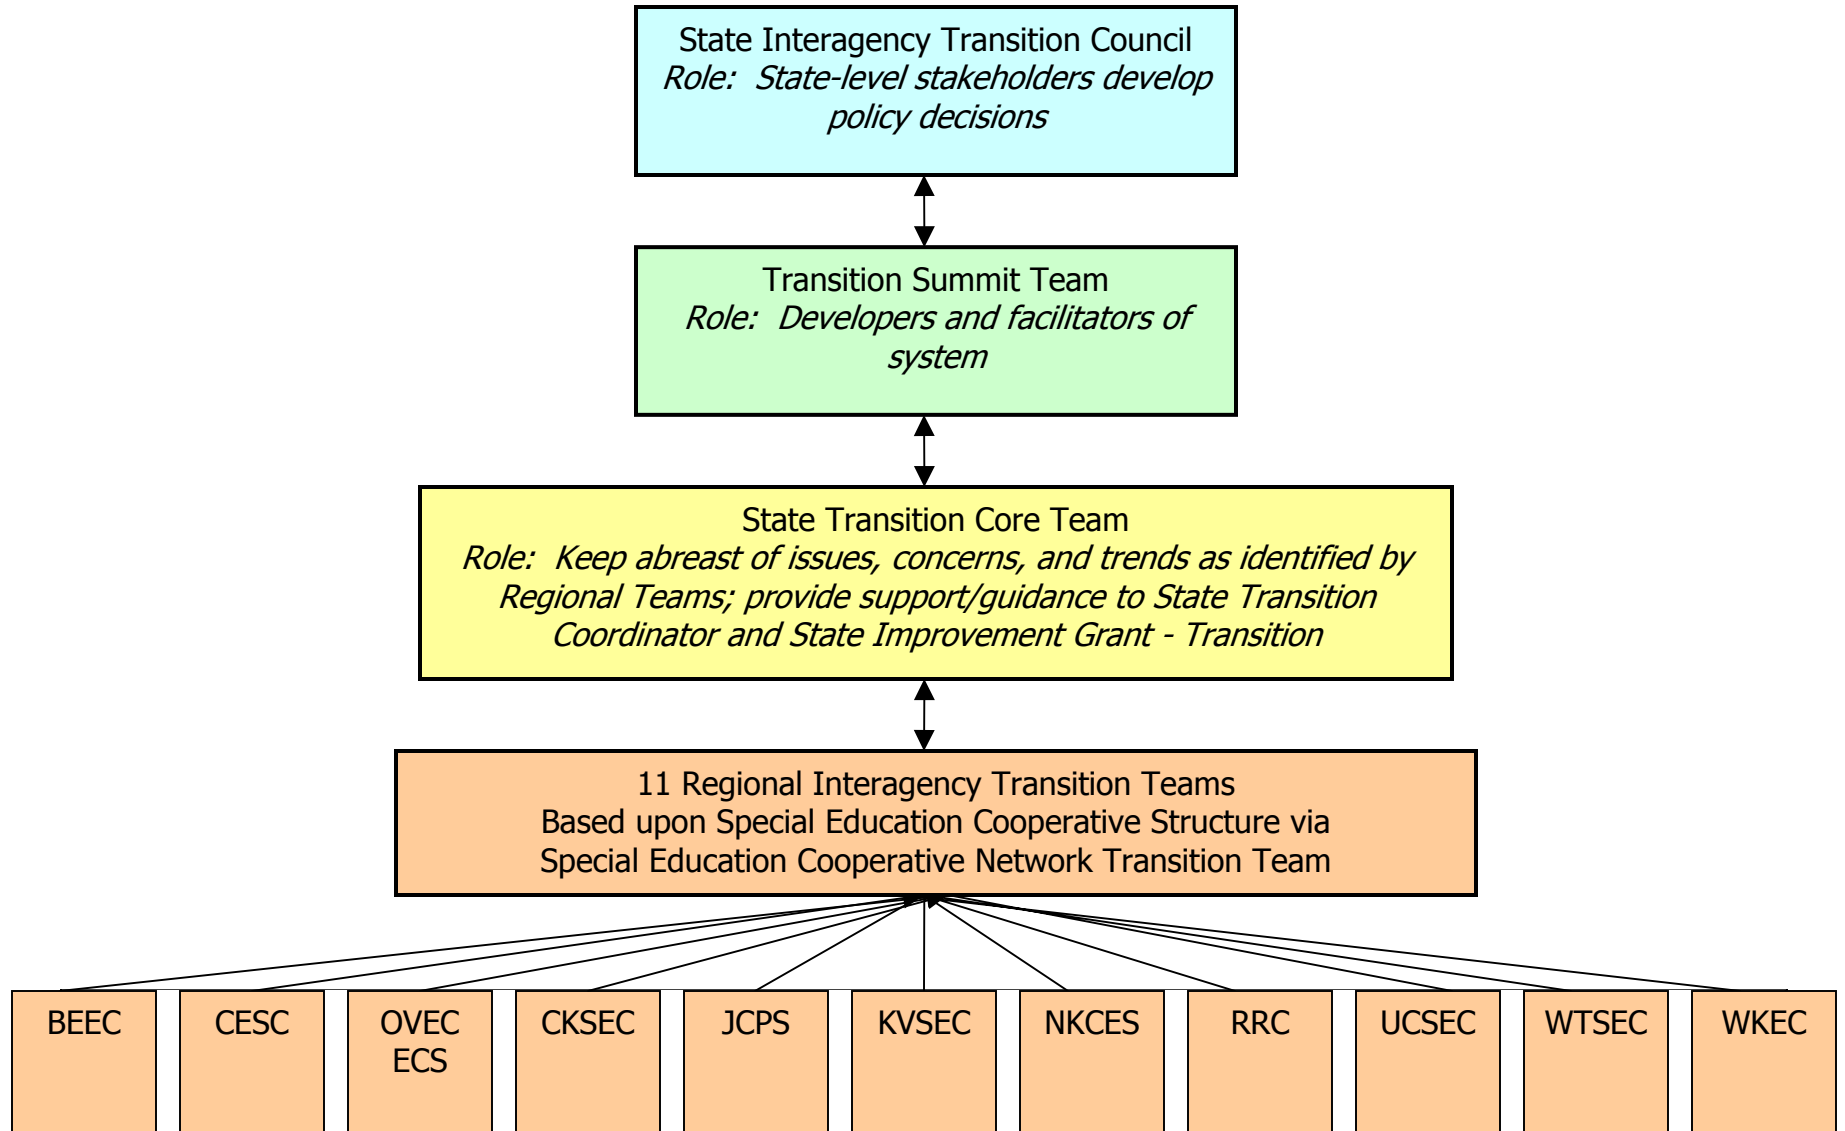 State Interagency Transition Council
Role:  State-level stakeholders develop
policy decisions
Transition Summit Team
Role:  Developers and facilitators of
system
State Transition Core Team
Role:  Keep abreast of issues, concerns, and trends as identified by
Regional Teams; provide support/guidance to State Transition
Coordinator and State Improvement Grant - Transition
11 Regional Interagency Transition Teams
Based upon Special Education Cooperative Structure via
Special Education Cooperative Network Transition Team
BEEC
CESC
OVEC
ECS
CKSEC
JCPS
KVSEC
NKCES
RRC
UCSEC
WTSEC
WKEC